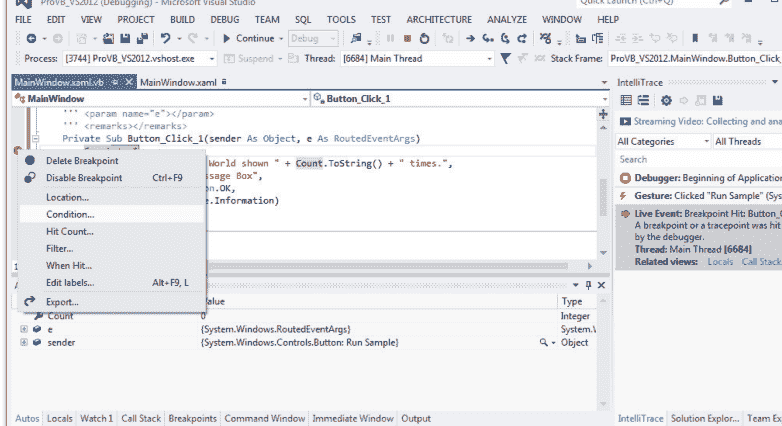 ProVB_VS2012 (Debugging) - Microsoft Visual Studio
Quick Launch (Ctrl+Q)
FILE EDIT VIEW PROJECT BUILD DEBUG TEAM SQL TOOLS TEST ARCHITECTURE ANALYZE WINDOW HELP
Continue Debug
Process: [3744] ProVB_VS2012.vshost.exe Suspend Thread: [6684] Main Thread Stack Frame: ProVB_VS2012.MainWindow.Button_Click_
MainWindow.xaml.vb MainWindow.xaml
MainWindow Button_Click_1
''' <param name="e"></param>
''' <remarks></remarks>
Private Sub Button_Click_1(sender As Object, e As RoutedEventArgs)
World shown " + Count.ToString() + " times.",
ssage Box",
on.OK,
e.Information)
Delete Breakpoint
Disable Breakpoint Ctrl+F9
Location...
Condition...
Hit Count...
Filter...
When Hit...
Edit labels... Alt+F9, L
Export...
Value Type
Count 0 Integer
e {System.Windows.RoutedEventArgs} System.W
sender {System.Windows.Controls.Button: Run Sample} Object
Autos Locals Watch 1 Call Stack Breakpoints Command Window Immediate Window Output
IntelliTrace
Streaming Video: Collecting and ana
All Categories All Threads
Search
Debugger: Beginning of Application
Gesture: Clicked "Run Sample" (System
Live Event: Breakpoint Hit: Button_C
A breakpoint or a tracepoint was hit
by the debugger.
Thread: Main Thread [6684]
Related views: Locals Call Stack
IntelliTrace Solution Explor... Team Ex